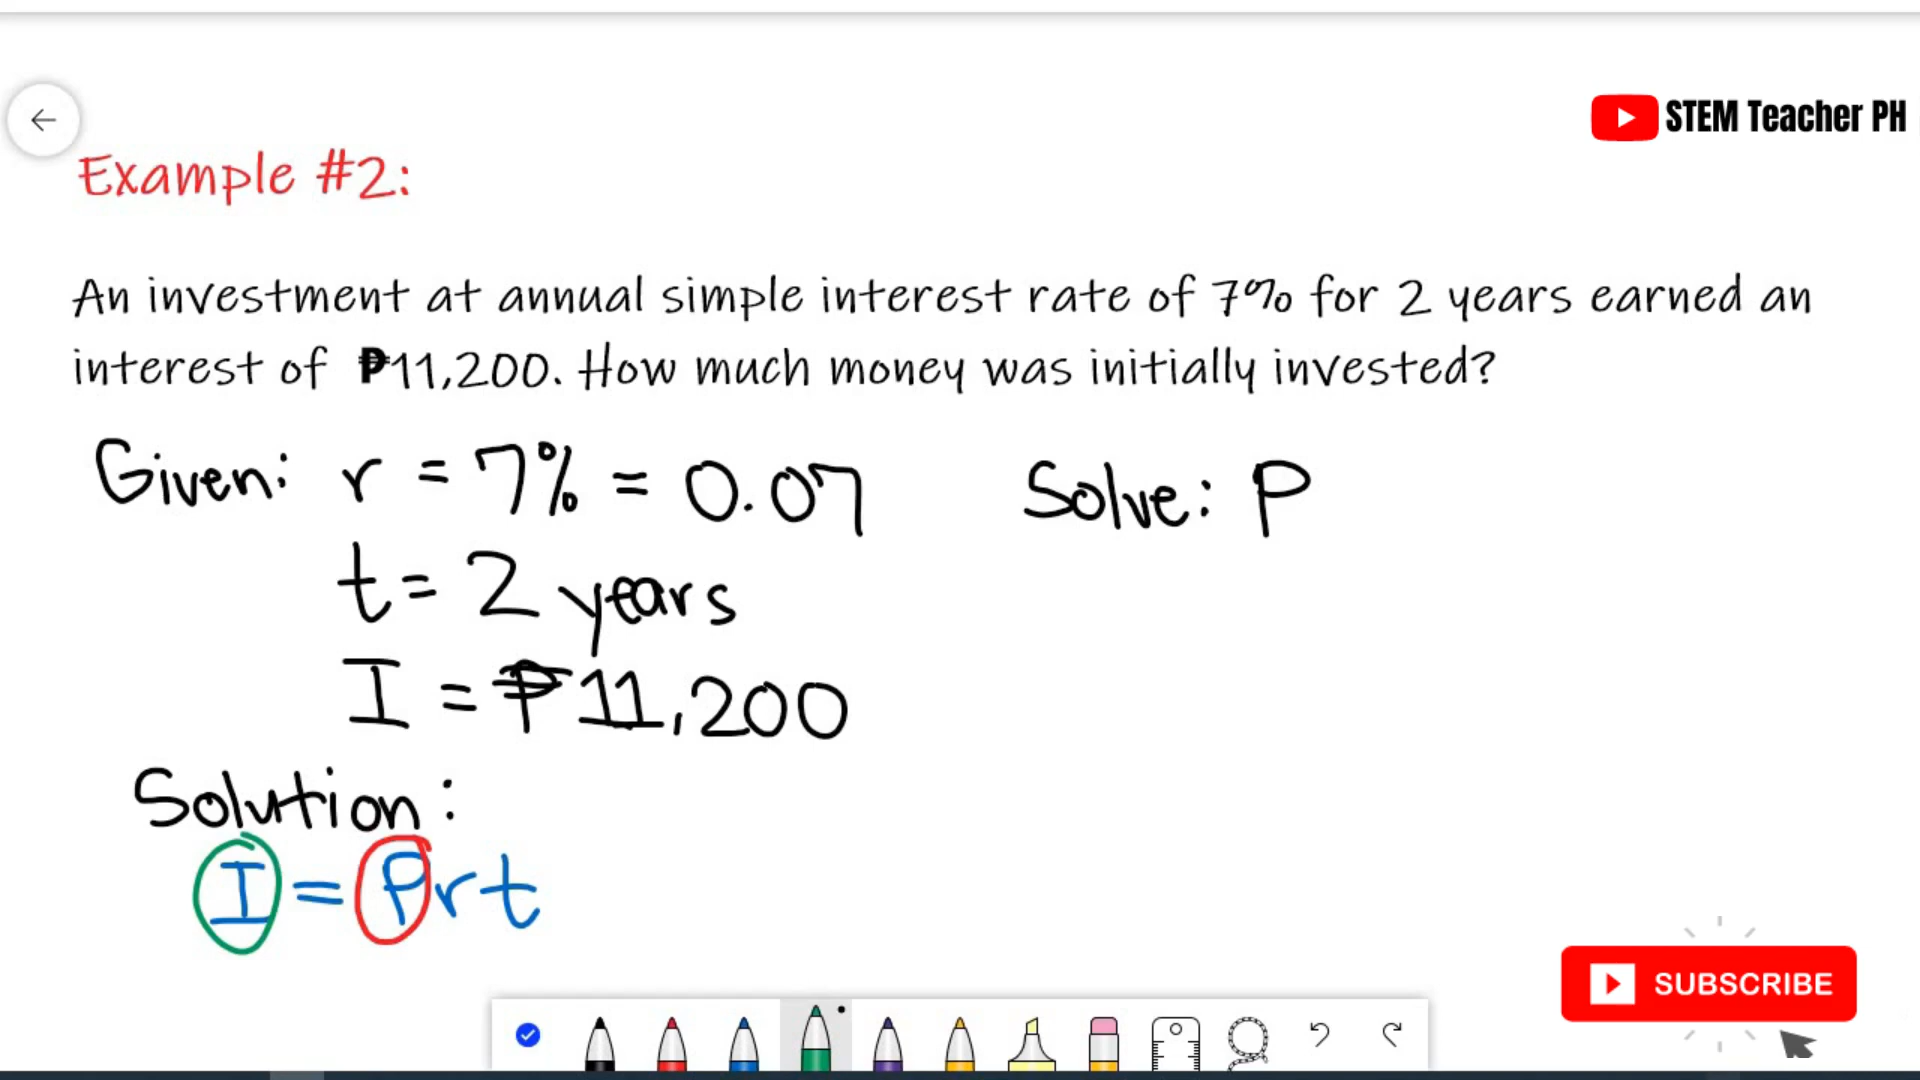 STEM Teacher PH
Example #2:
An investment at annual simple interest rate of 7% for 2 years earned an
interest of ₱11,200. How much money was initially invested?
Given: r = 7% = 0.07 Solve: P
t = 2 years
I = ₱11,200
Solution:
I = Prt
SUBSCRIBE